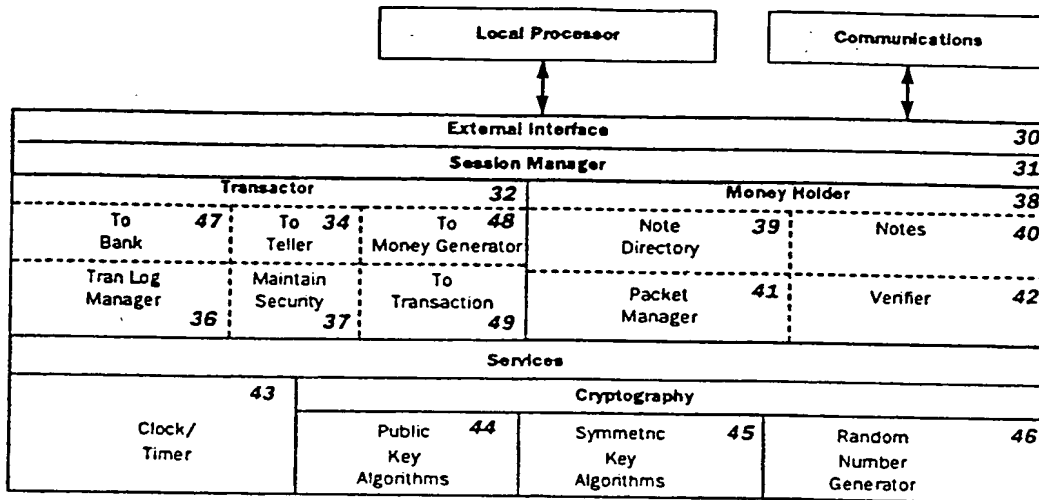 Local Processor
Communications
External Interface 30
Session Manager 31
Transactor 32
Money Holder 38
To Bank 47
To Teller 34
To Money Generator 48
Note Directory 39
Notes 40
Tran Log Manager 36
Maintain Security 37
To Transaction 49
Packet Manager 41
Verifier 42
Services
43
Clock/
Timer
Cryptography
Public 44
Key
Algorithms
Symmetric 45
Key
Algorithms
Random 46
Number
Generator